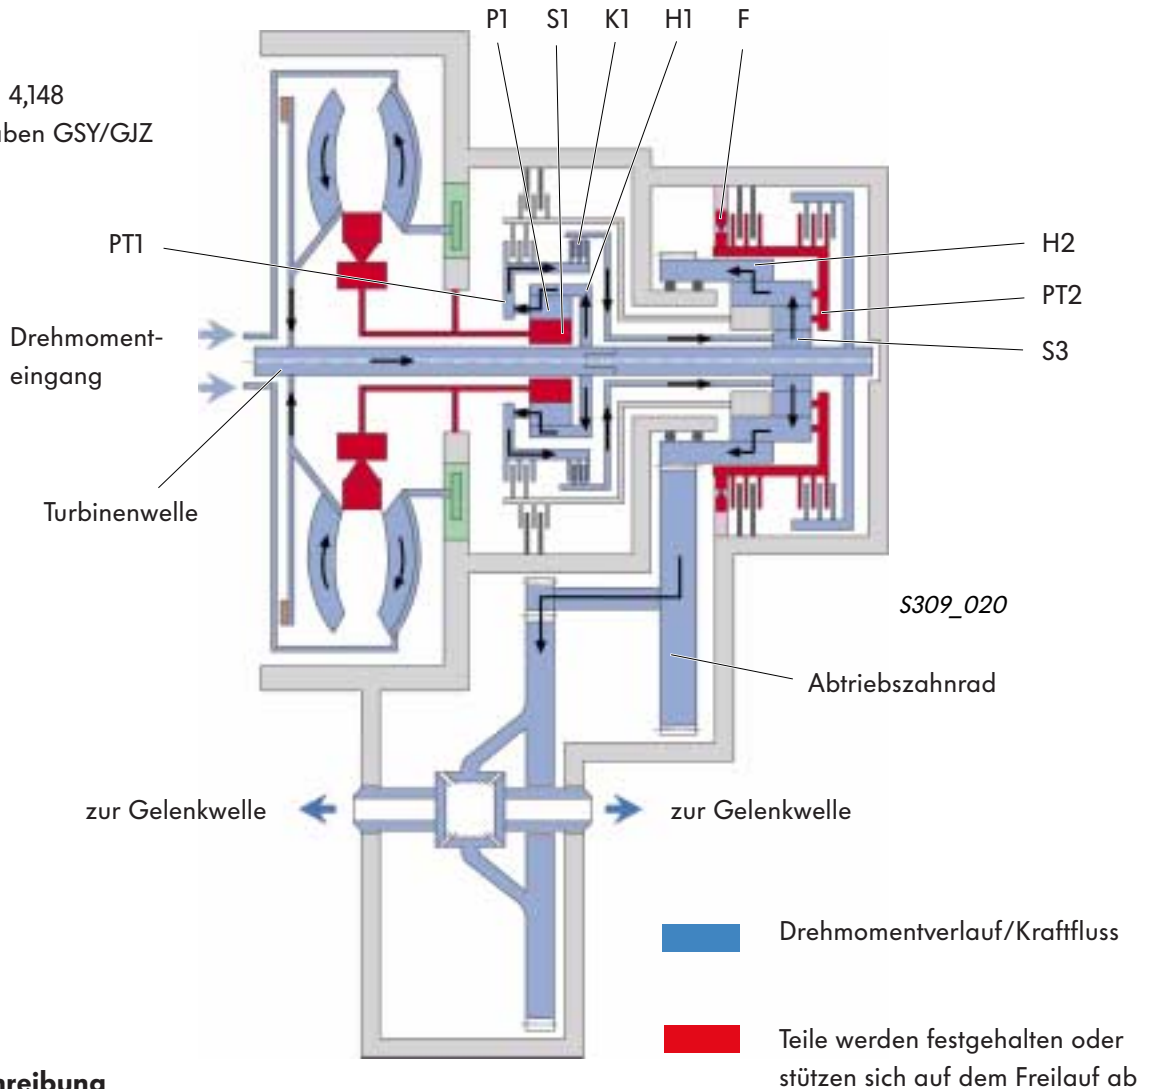 P1 S1 K1 H1 F
4,148
GSY/GJZ
PT1
H2
PT2
S3
Drehmoment-
eingang
Turbinenwelle
S309_020
Abtriebszahnrad
zur Gelenkwelle
zur Gelenkwelle
Drehmomentverlauf/Kraftfluss
Teile werden festgehalten oder
stützen sich auf dem Freilauf ab